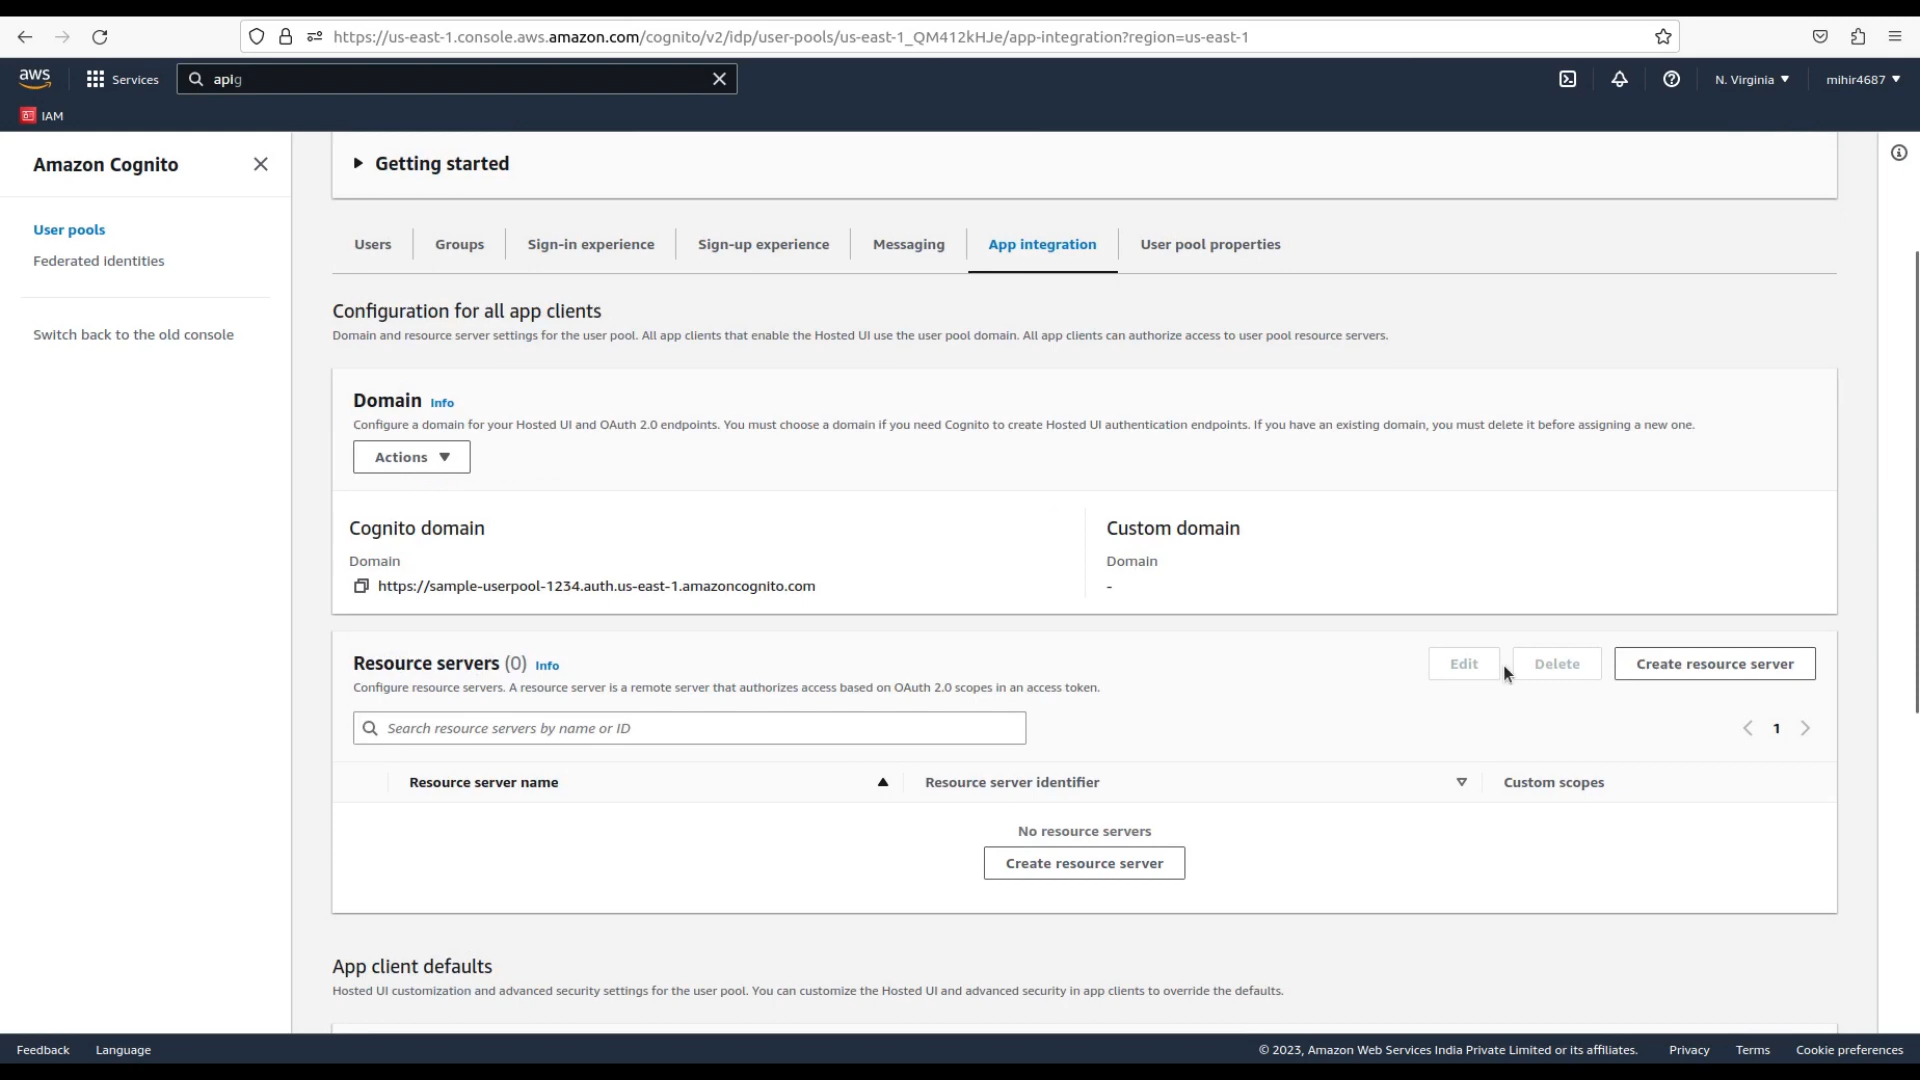 https://us-east-1.console.aws.amazon.com/cognito/v2/idp/user-pools/us-east-1_QM412kHJe/app-integration?region=us-east-1
aws
Services
apig
N. Virginia
mihir4687
IAM
Amazon Cognito
User pools
Federated identities
Switch back to the old console
Getting started
Users
Groups
Sign-in experience
Sign-up experience
Messaging
App integration
User pool properties
Configuration for all app clients
Domain and resource server settings for the user pool. All app clients that enable the Hosted UI use the user pool domain. All app clients can authorize access to user pool resource servers.
Domain Info
Configure a domain for your Hosted UI and OAuth 2.0 endpoints. You must choose a domain if you need Cognito to create Hosted UI authentication endpoints. If you have an existing domain, you must delete it before assigning a new one.
Actions
Cognito domain
Domain
https://sample-userpool-1234.auth.us-east-1.amazoncognito.com
Custom domain
Domain
-
Resource servers (0) Info
Edit
Delete
Create resource server
Configure resource servers. A resource server is a remote server that authorizes access based on OAuth 2.0 scopes in an access token.
Search resource servers by name or ID
1
Resource server name
Resource server identifier
Custom scopes
No resource servers
Create resource server
App client defaults
Hosted UI customization and advanced security settings for the user pool. You can customize the Hosted UI and advanced security in app clients to override the defaults.
Feedback
Language
© 2023, Amazon Web Services India Private Limited or its affiliates.
Privacy
Terms
Cookie preferences